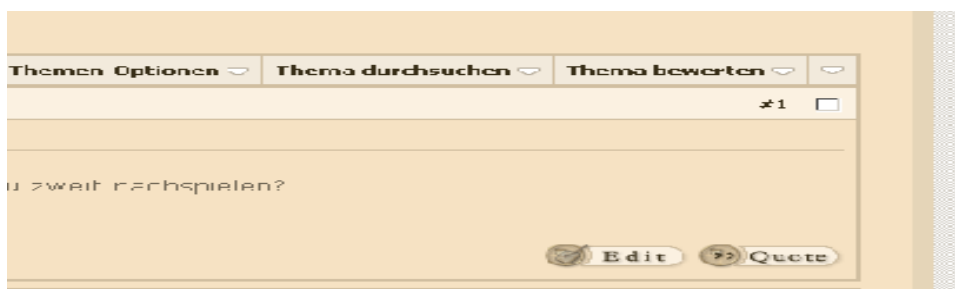 Themen-Optionen Thema durchsuchen Thema bewerten
#1
u zweit nachspielen?
Edit Quote